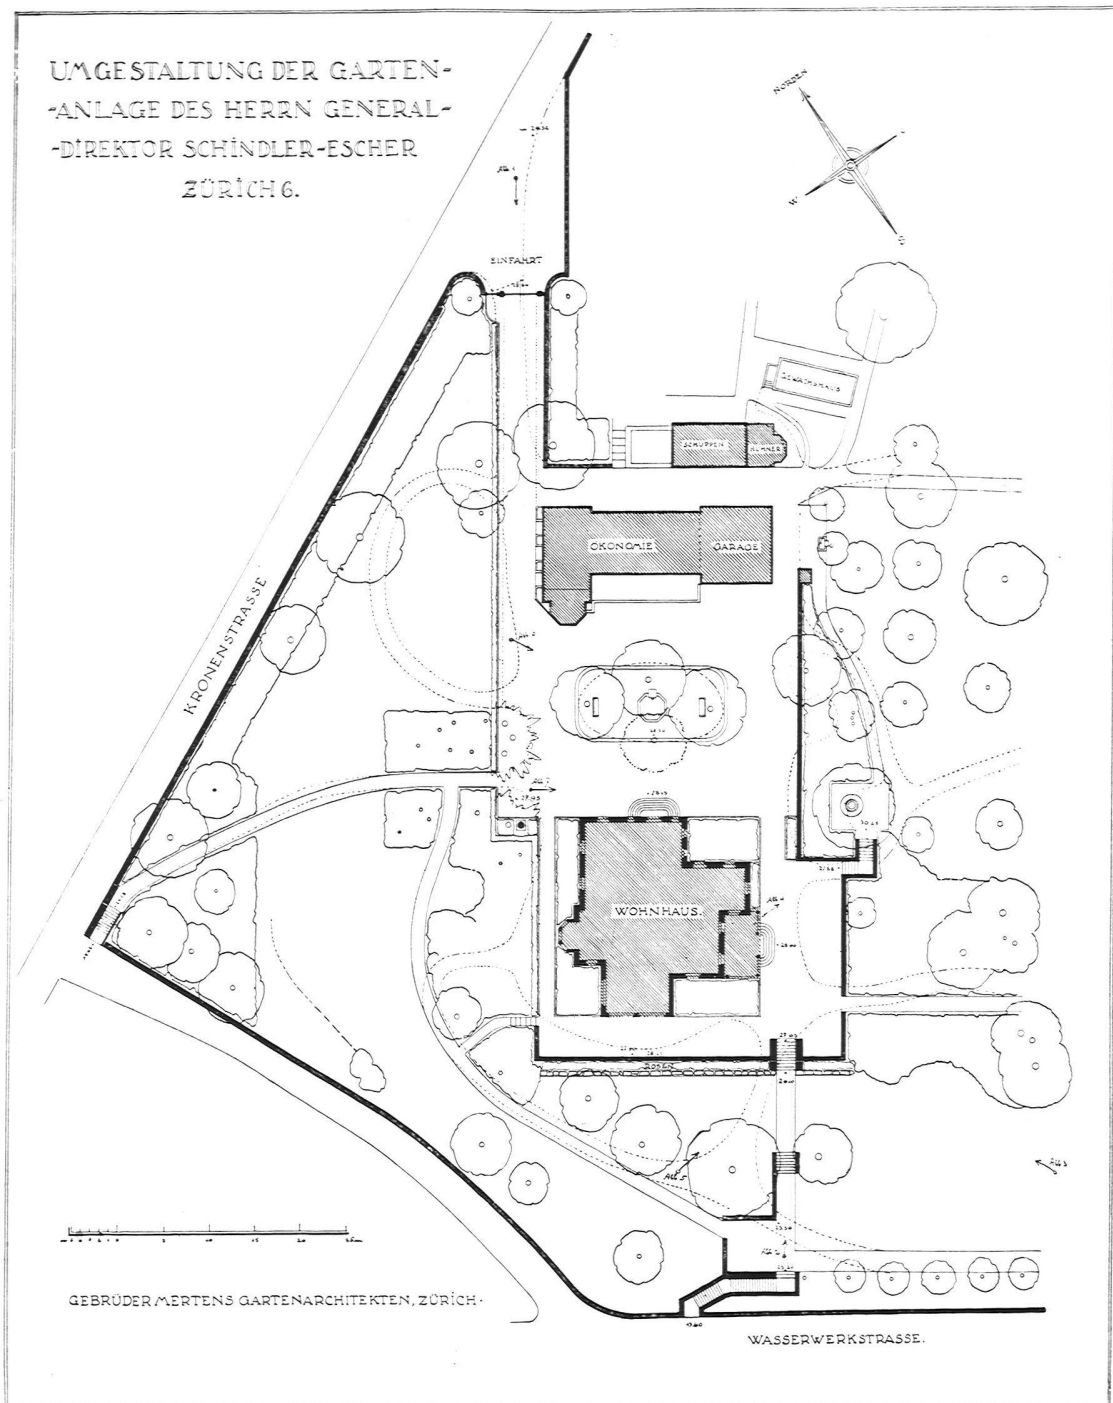 UMGESTALTUNG DER GARTEN-
-ANLAGE DES HERRN GENERAL-
-DIREKTOR SCHINDLER-ESCHER
ZÜRICH 6.
NORDEN
W
EINFAHRT
GEWÄCHSHAUS
SCHUPPEN
HÜHNER
ÖKONOMIE
GARAGE
KRONENSTRASSE
WOHNHAUS.
ROSEN
GEBRÜDER MERTENS GARTENARCHITEKTEN, ZÜRICH.
WASSERWERKSTRASSE.